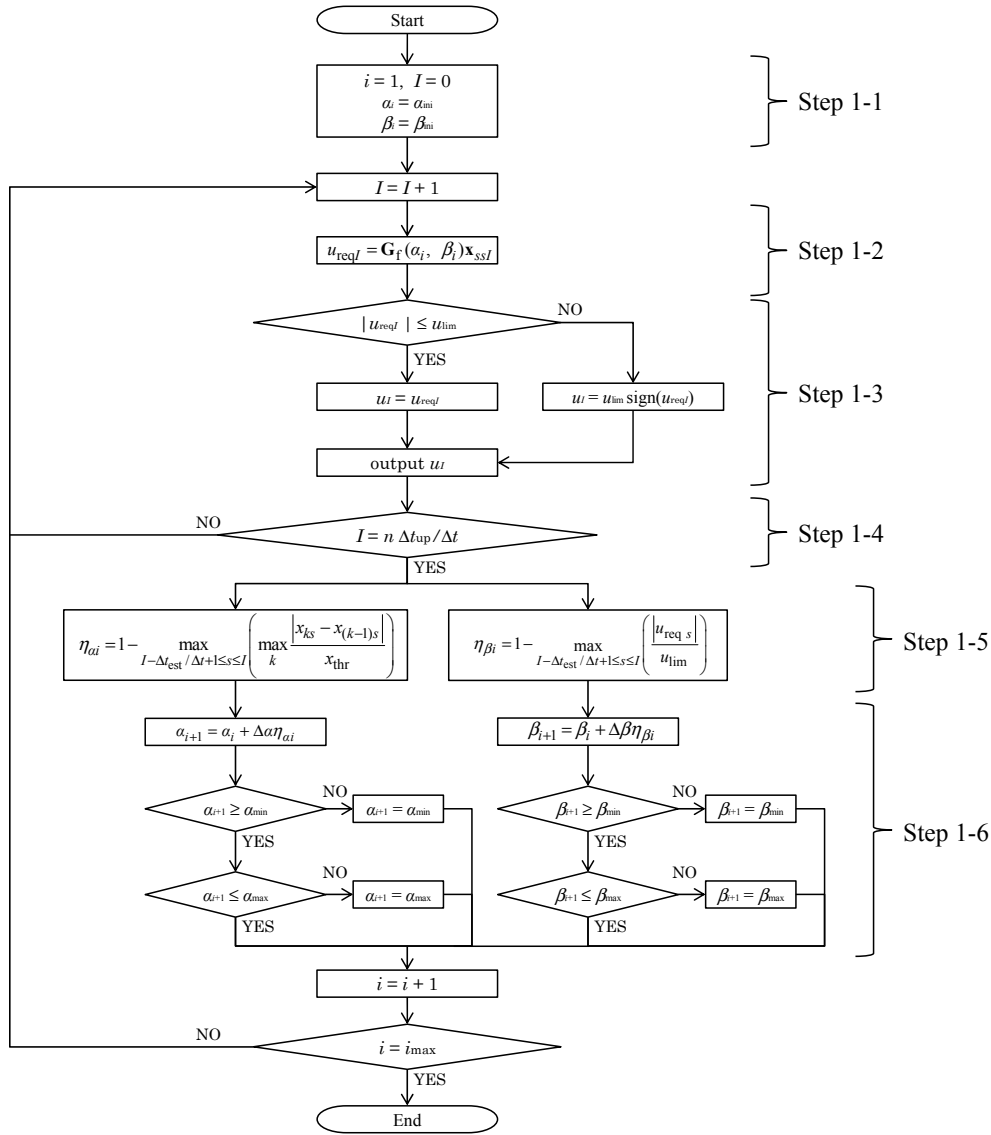 Start
i = 1, I = 0
αi = αini
βi = βini
Step 1-1
I = I + 1
ureqI = Gf (αi, βi)xssI
Step 1-2
| ureqI | ≤ ulim
NO
YES
uI = ureqI
uI = ulim sign(ureqI)
Step 1-3
output uI
I = n Δtup/Δt
NO
YES
Step 1-4
ηαi = 1 − max I−Δtest/Δt+1≤s≤I ( max k |xks − x(k−1)s| / xthr )
ηβi = 1 − max I−Δtest/Δt+1≤s≤I ( |ureq s| / ulim )
Step 1-5
αi+1 = αi + Δαηαi
βi+1 = βi + Δβηβi
αi+1 ≥ αmin
NO
αi+1 = αmin
βi+1 ≥ βmin
NO
βi+1 = βmin
YES
YES
Step 1-6
αi+1 ≤ αmax
NO
αi+1 = αmax
βi+1 ≤ βmax
NO
βi+1 = βmax
YES
YES
i = i + 1
NO
i = imax
YES
End